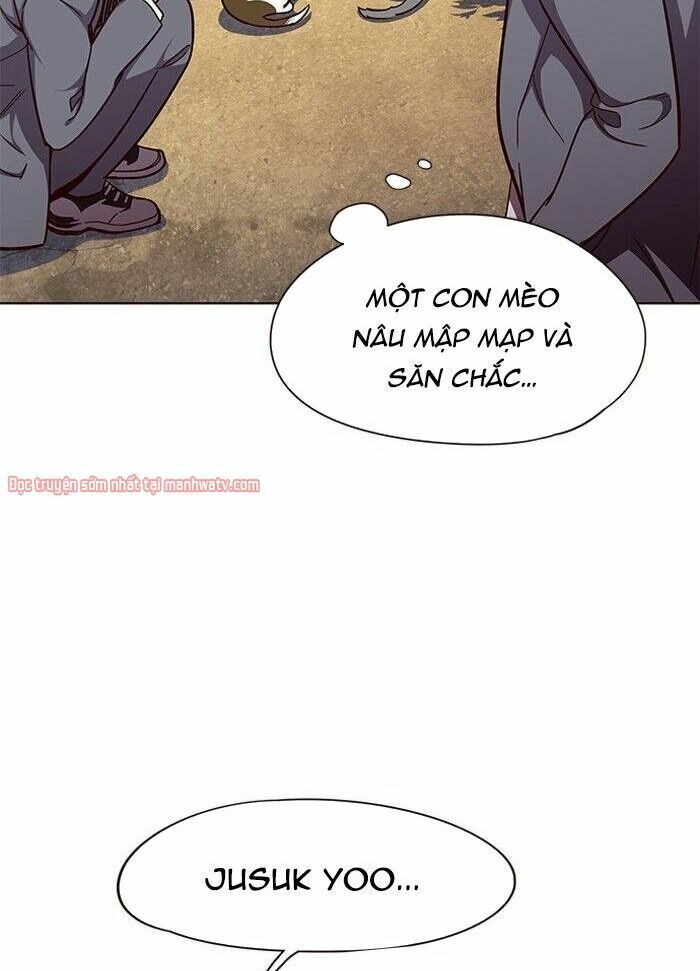 MỘT CON MÈO
NÂU MẬP MẠP VÀ
SĂN CHẮC...
Đọc truyện sớm nhất tại manhwatv.com
JUSUK YOO...